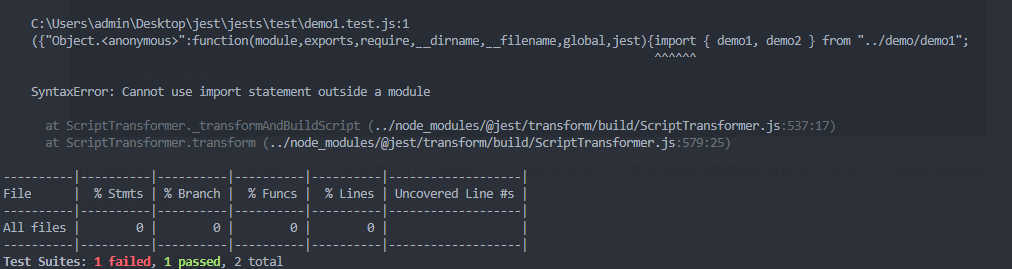 C:\Users\admin\Desktop\jest\jests\test\demo1.test.js:1
({"Object.<anonymous>":function(module,exports,require,__dirname,__filename,global,jest){import { demo1, demo2 } from "../demo/demo1";
^^^^^^
SyntaxError: Cannot use import statement outside a module
at ScriptTransformer._transformAndBuildScript (../node_modules/@jest/transform/build/ScriptTransformer.js:537:17)
at ScriptTransformer.transform (../node_modules/@jest/transform/build/ScriptTransformer.js:579:25)
----------|---------|----------|---------|---------|-------------------|
File      | % Stmts | % Branch | % Funcs | % Lines | Uncovered Line #s |
----------|---------|----------|---------|---------|-------------------|
All files |       0 |        0 |       0 |       0 |                   |
----------|---------|----------|---------|---------|-------------------|
Test Suites: 1 failed, 1 passed, 2 total